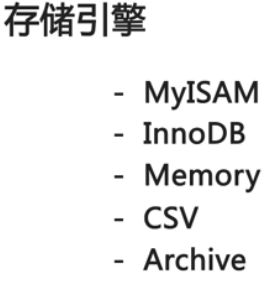 存储引擎
- MyISAM
- InnoDB
- Memory
- CSV
- Archive